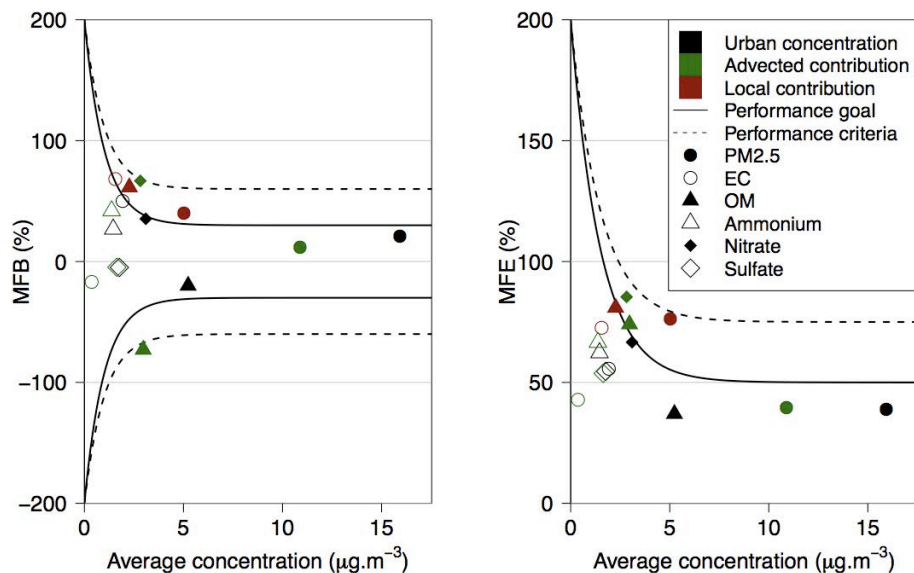 200
100
0
−100
−200
MFB (%)
0 5 10 15
Average concentration (μg.m−3)
200
150
100
50
0
MFE (%)
0 5 10 15
Average concentration (μg.m−3)
Urban concentration
Advected contribution
Local contribution
Performance goal
Performance criteria
PM2.5
EC
OM
Ammonium
Nitrate
Sulfate